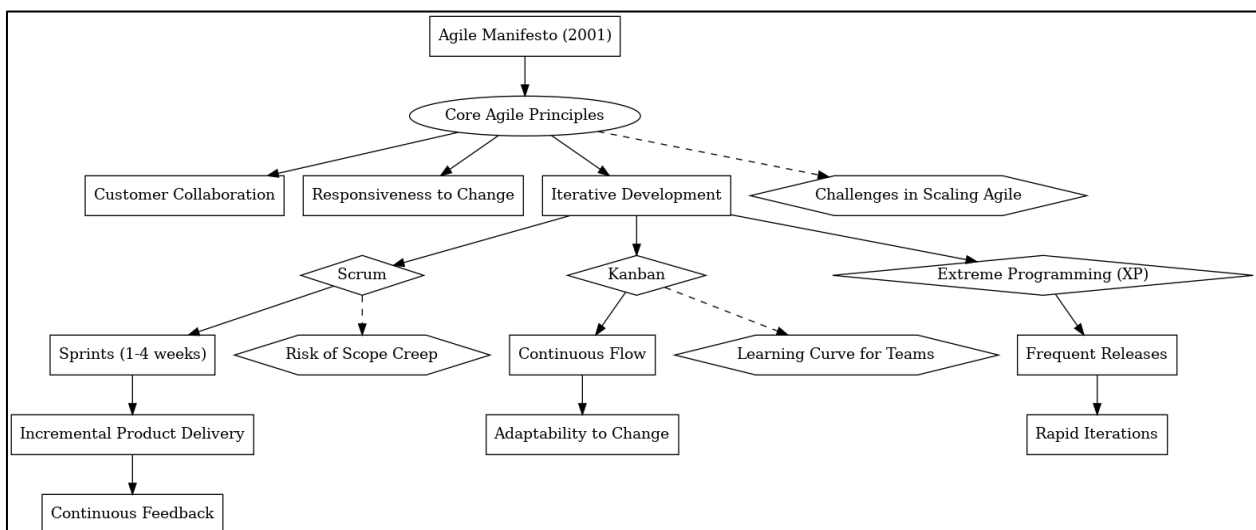 Agile Manifesto (2001)
Core Agile Principles
Customer Collaboration
Responsiveness to Change
Iterative Development
Challenges in Scaling Agile
Scrum
Kanban
Extreme Programming (XP)
Sprints (1-4 weeks)
Risk of Scope Creep
Continuous Flow
Learning Curve for Teams
Frequent Releases
Incremental Product Delivery
Adaptability to Change
Rapid Iterations
Continuous Feedback